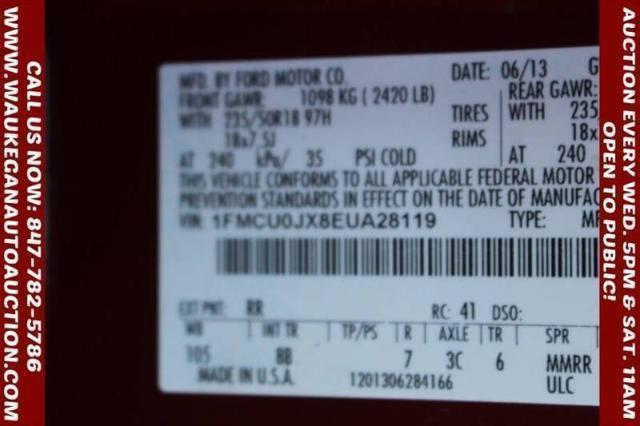 WWW.WAUKEGANAUTOAUCTION.COM
CALL US NOW: 847-782-5786
MFD. BY FORD MOTOR CO. DATE: 06/13 G
FRONT GAWR: 1098 KG ( 2420 LB) REAR GAWR:
WITH 235/50R18 97H TIRES WITH 235
18x7.5J RIMS 18x
AT 240 kPa/ 35 PSI COLD AT 240
THIS VEHICLE CONFORMS TO ALL APPLICABLE FEDERAL MOTOR
PREVENTION STANDARDS IN EFFECT ON THE DATE OF MANUFAC
VIN: 1FMCU0JX8EUA28119 TYPE: MP
EXT PNT: RR RC: 41 DSO:
WB INT TR TP/PS R AXLE TR SPR
105 BB 7 3C 6 MMRR
MADE IN U.S.A. 1201306284166 ULC
AUCTION EVERY WED. 5PM & SAT. 11AM
OPEN TO PUBLIC!